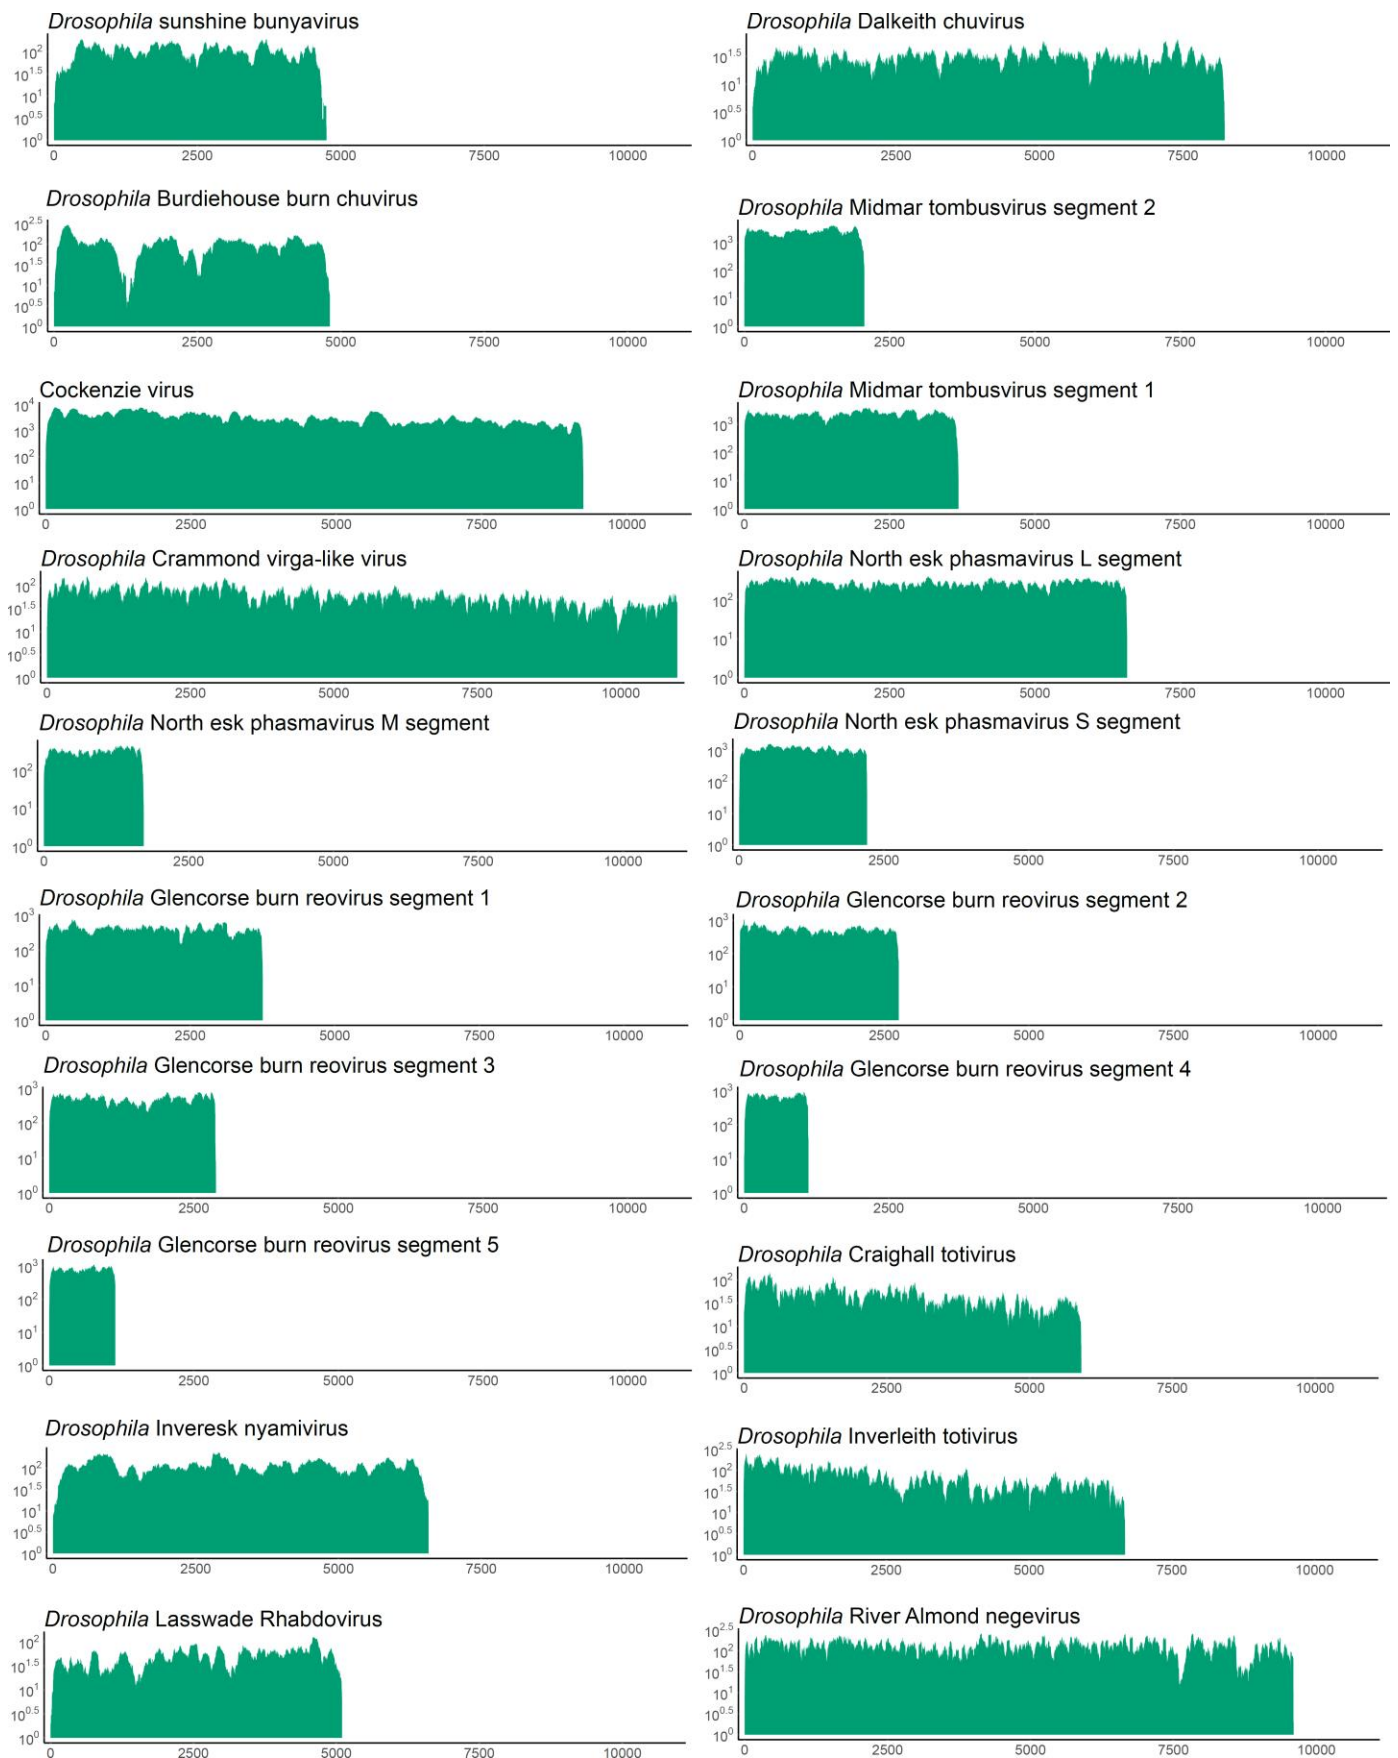 Drosophila sunshine bunyavirus
10^2
10^1.5
10^1
10^0.5
10^0
0 2500 5000 7500 10000
Drosophila Dalkeith chuvirus
10^1.5
10^1
10^0.5
10^0
0 2500 5000 7500 10000
Drosophila Burdiehouse burn chuvirus
10^2.5
10^2
10^1.5
10^1
10^0.5
10^0
0 2500 5000 7500 10000
Drosophila Midmar tombusvirus segment 2
10^3
10^2
10^1
10^0
0 2500 5000 7500 10000
Cockenzie virus
10^4
10^3
10^2
10^1
10^0
0 2500 5000 7500 10000
Drosophila Midmar tombusvirus segment 1
10^3
10^2
10^1
10^0
0 2500 5000 7500 10000
Drosophila Crammond virga-like virus
10^2
10^1.5
10^1
10^0.5
10^0
0 2500 5000 7500 10000
Drosophila North esk phasmavirus L segment
10^2
10^1
10^0
0 2500 5000 7500 10000
Drosophila North esk phasmavirus M segment
10^2
10^1
10^0
0 2500 5000 7500 10000
Drosophila North esk phasmavirus S segment
10^3
10^2
10^1
10^0
0 2500 5000 7500 10000
Drosophila Glencorse burn reovirus segment 1
10^3
10^2
10^1
10^0
0 2500 5000 7500 10000
Drosophila Glencorse burn reovirus segment 2
10^3
10^2
10^1
10^0
0 2500 5000 7500 10000
Drosophila Glencorse burn reovirus segment 3
10^3
10^2
10^1
10^0
0 2500 5000 7500 10000
Drosophila Glencorse burn reovirus segment 4
10^3
10^2
10^1
10^0
0 2500 5000 7500 10000
Drosophila Glencorse burn reovirus segment 5
10^3
10^2
10^1
10^0
0 2500 5000 7500 10000
Drosophila Craighall totivirus
10^2
10^1.5
10^1
10^0.5
10^0
0 2500 5000 7500 10000
Drosophila Inveresk nyamivirus
10^2
10^1.5
10^1
10^0.5
10^0
0 2500 5000 7500 10000
Drosophila Inverleith totivirus
10^2.5
10^2
10^1.5
10^1
10^0.5
10^0
0 2500 5000 7500 10000
Drosophila Lasswade Rhabdovirus
10^2
10^1.5
10^1
10^0.5
10^0
0 2500 5000 7500 10000
Drosophila River Almond negevirus
10^2.5
10^2
10^1.5
10^1
10^0.5
10^0
0 2500 5000 7500 10000